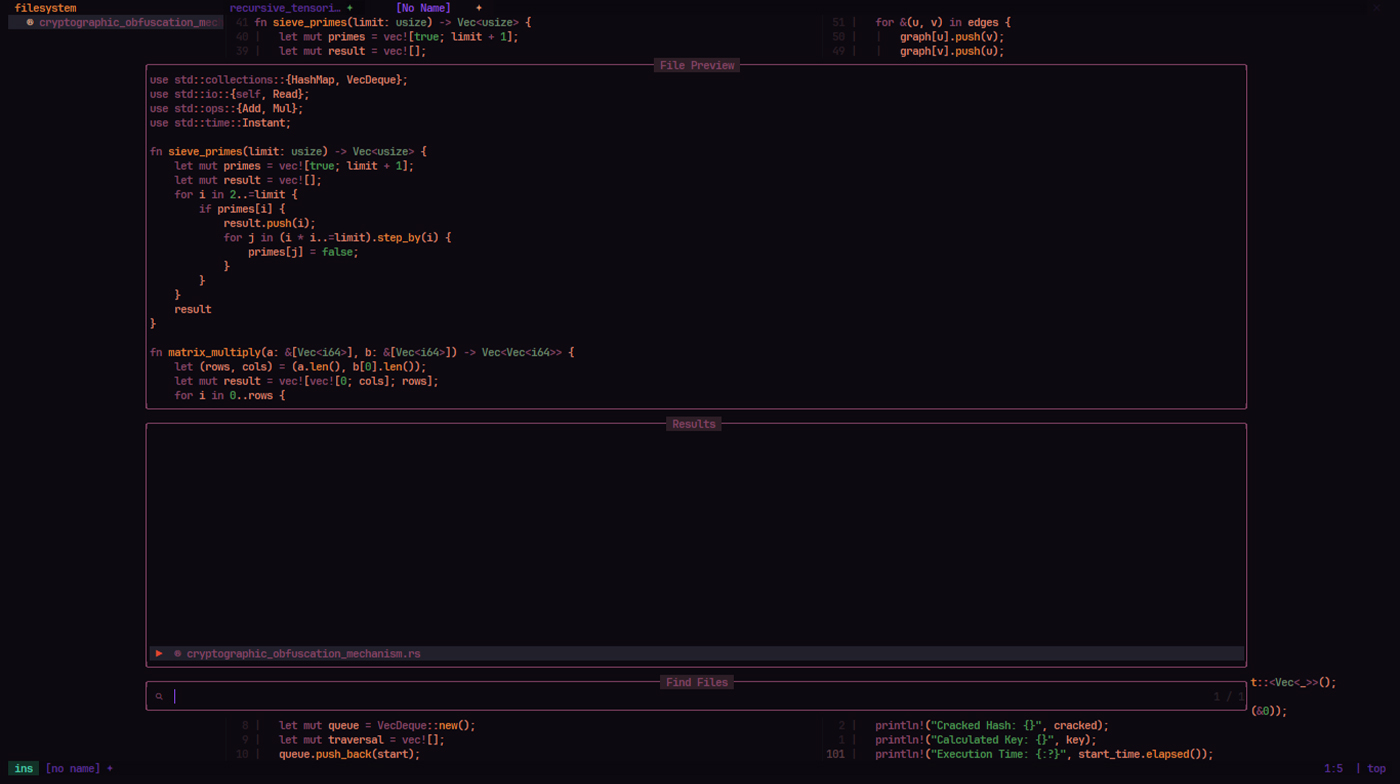 filesystem
recursive_tensori… +
[No Name] +
cryptographic_obfuscation_mec
41 fn sieve_primes(limit: usize) -> Vec<usize> {
40 let mut primes = vec![true; limit + 1];
39 let mut result = vec![];
51 for &(u, v) in edges {
50 graph[u].push(v);
49 graph[v].push(u);
File Preview
use std::collections::{HashMap, VecDeque};
use std::io::{self, Read};
use std::ops::{Add, Mul};
use std::time::Instant;
fn sieve_primes(limit: usize) -> Vec<usize> {
let mut primes = vec![true; limit + 1];
let mut result = vec![];
for i in 2..=limit {
if primes[i] {
result.push(i);
for j in (i * i..=limit).step_by(i) {
primes[j] = false;
}
}
}
result
}
fn matrix_multiply(a: &[Vec<i64>], b: &[Vec<i64>]) -> Vec<Vec<i64>> {
let (rows, cols) = (a.len(), b[0].len());
let mut result = vec![vec![0; cols]; rows];
for i in 0..rows {
Results
cryptographic_obfuscation_mechanism.rs
Find Files
1 / 1
t::<Vec<_>>();
(&0));
8 let mut queue = VecDeque::new();
9 let mut traversal = vec![];
10 queue.push_back(start);
2 println!("Cracked Hash: {}", cracked);
1 println!("Calculated Key: {}", key);
101 println!("Execution Time: {:?}", start_time.elapsed());
ins [no name] +
1:5 | top